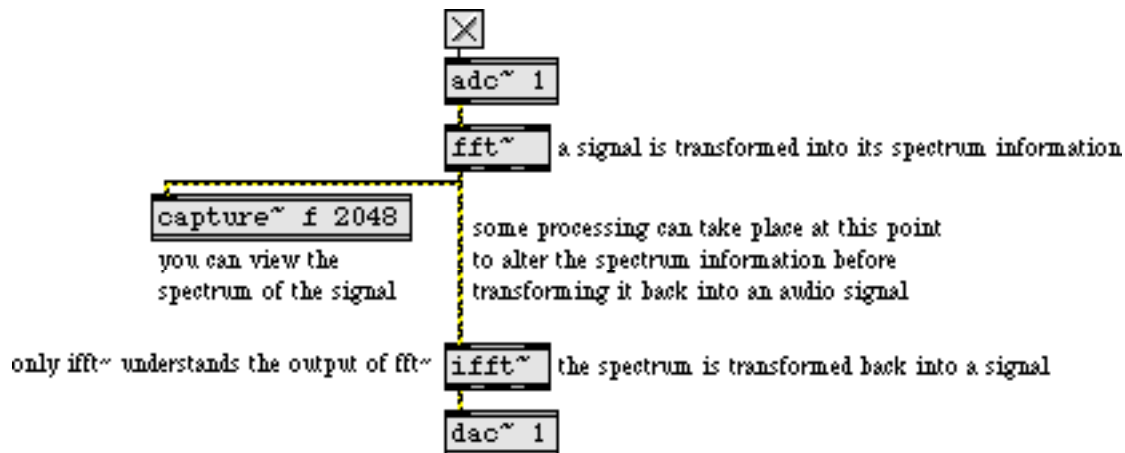 adc~ 1
fft~
a signal is transformed into its spectrum information
capture~ f 2048
you can view the
spectrum of the signal
some processing can take place at this point
to alter the spectrum information before
transforming it back into an audio signal
only ifft~ understands the output of fft~
ifft~
the spectrum is transformed back into a signal
dac~ 1